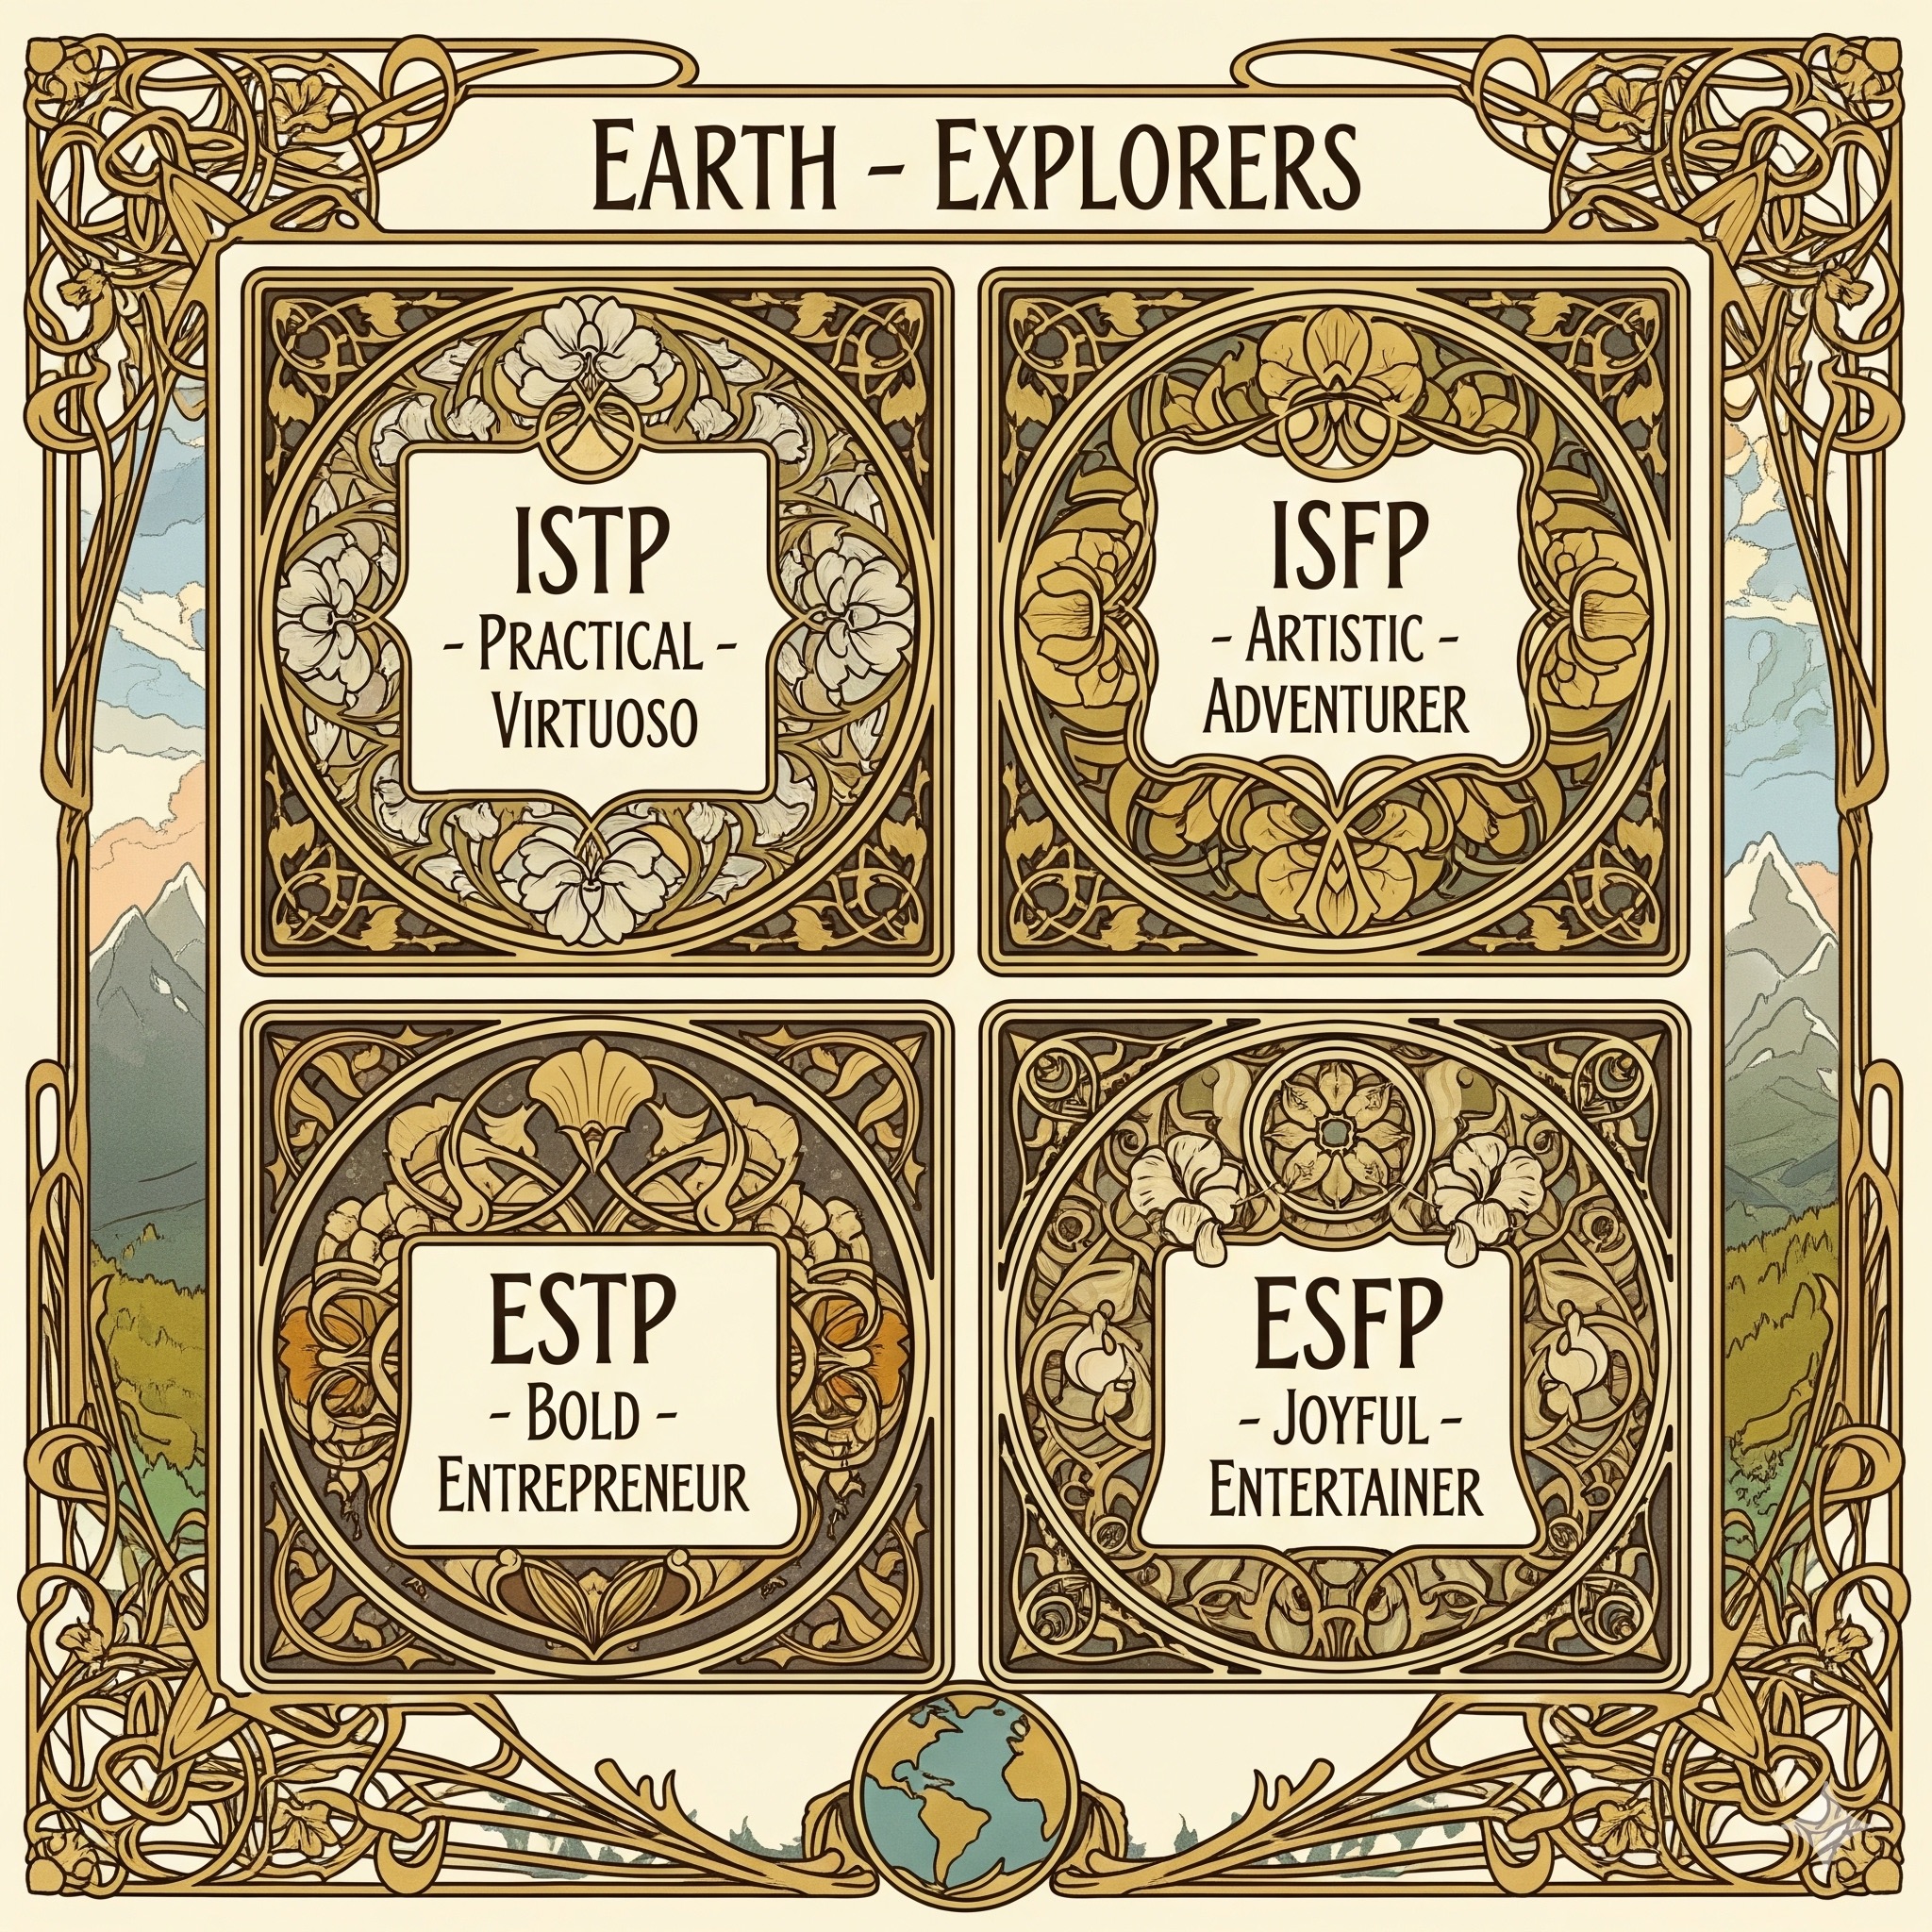 Earth - Explorers
ISTP
- Practical -
Virtuoso
ISFP
- Artistic -
Adventurer
ESTP
- Bold -
Entrepreneur
ESFP
- Joyful -
Entertainer